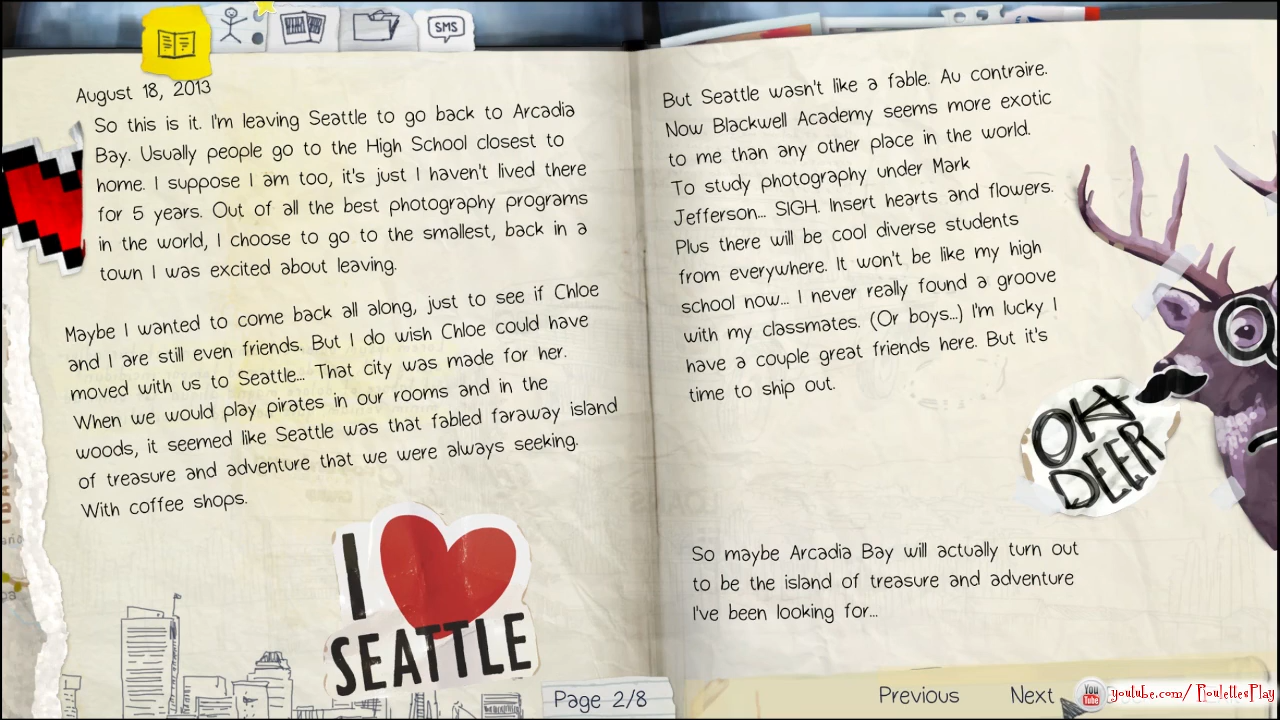 SMS
August 18, 2013
So this is it. I'm leaving Seattle to go back to Arcadia
Bay. Usually people go to the High School closest to
home. I suppose I am too, it's just I haven't lived there
for 5 years. Out of all the best photography programs
in the world, I choose to go to the smallest, back in a
town I was excited about leaving.
Maybe I wanted to come back all along, just to see if Chloe
and I are still even friends. But I do wish Chloe could have
moved with us to Seattle... That city was made for her.
When we would play pirates in our rooms and in the
woods, it seemed like Seattle was that fabled faraway island
of treasure and adventure that we were always seeking.
With coffee shops.
I
SEATTLE
Page 2/8
But Seattle wasn't like a fable. Au contraire.
Now Blackwell Academy seems more exotic
to me than any other place in the world.
To study photography under Mark
Jefferson... SIGH. Insert hearts and flowers.
Plus there will be cool diverse students
from everywhere. It won't be like my high
school now... I never really found a groove
with my classmates. (Or boys...) I'm lucky I
have a couple great friends here. But it's
time to ship out.
OH
DEER
So maybe Arcadia Bay will actually turn out
to be the island of treasure and adventure
I've been looking for...
Previous
Next
You
Tube
youtube.com/RoulettesPlay